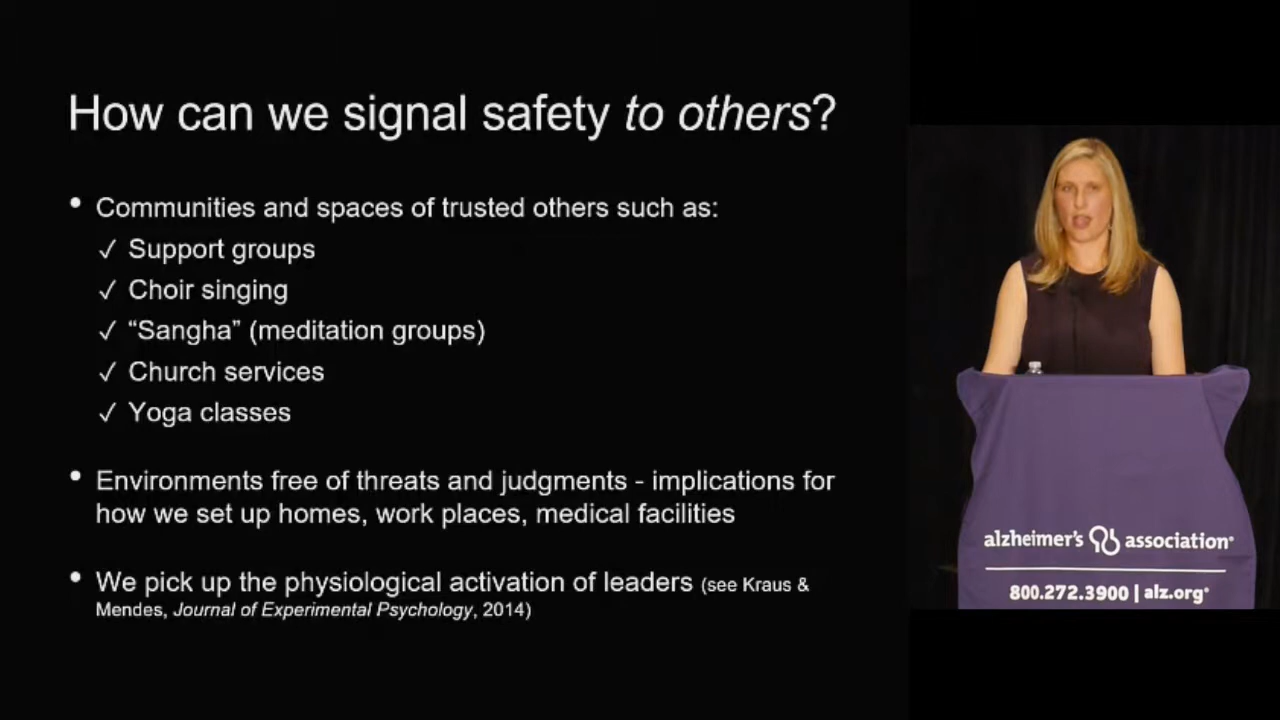 How can we signal safety to others?
• Communities and spaces of trusted others such as:
✓ Support groups
✓ Choir singing
✓ “Sangha” (meditation groups)
✓ Church services
✓ Yoga classes
• Environments free of threats and judgments - implications for
how we set up homes, work places, medical facilities
• We pick up the physiological activation of leaders (see Kraus &
Mendes, Journal of Experimental Psychology, 2014)
alzheimer's association®
800.272.3900 | alz.org®